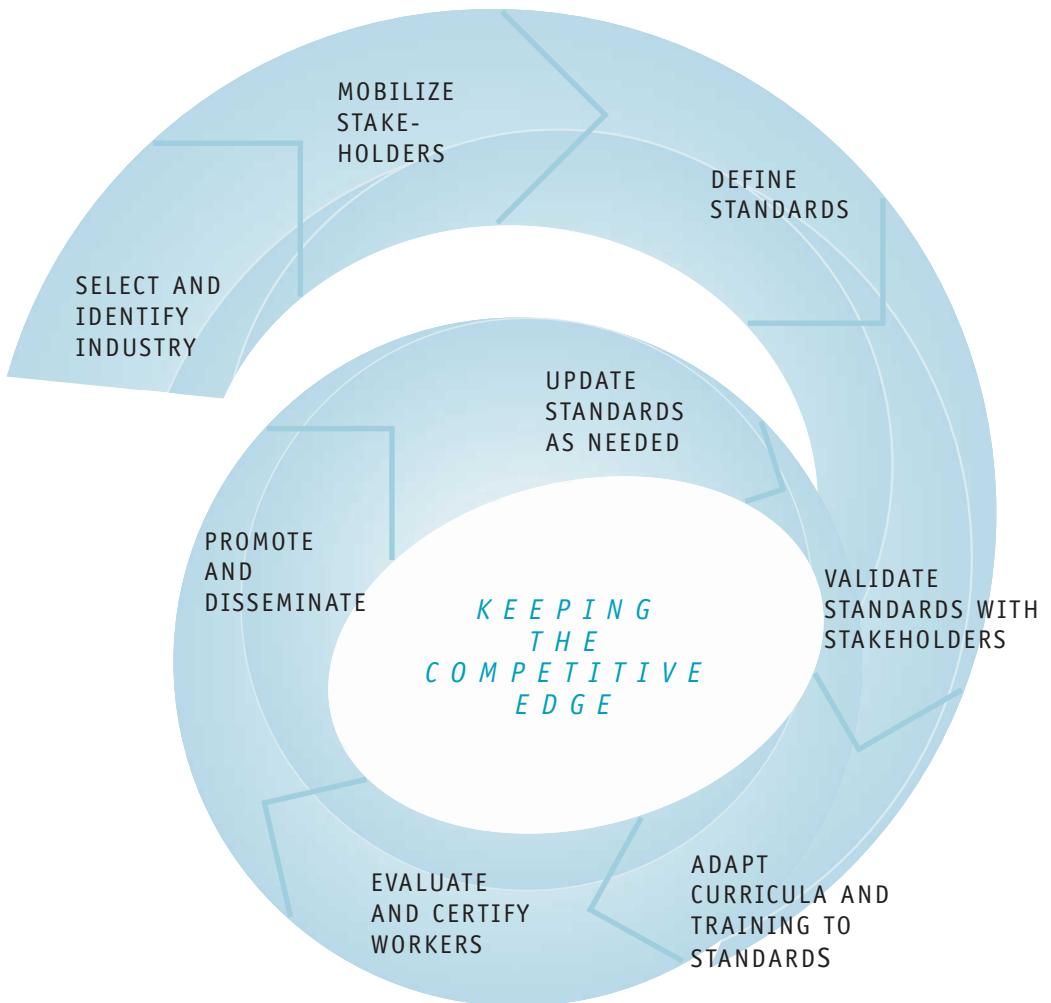 SELECT AND
IDENTIFY
INDUSTRY
MOBILIZE
STAKE-
HOLDERS
DEFINE
STANDARDS
VALIDATE
STANDARDS WITH
STAKEHOLDERS
ADAPT
CURRICULA AND
TRAINING TO
STANDARDS
EVALUATE
AND CERTIFY
WORKERS
PROMOTE
AND
DISSEMINATE
UPDATE
STANDARDS
AS NEEDED
KEEPING
THE
COMPETITIVE
EDGE